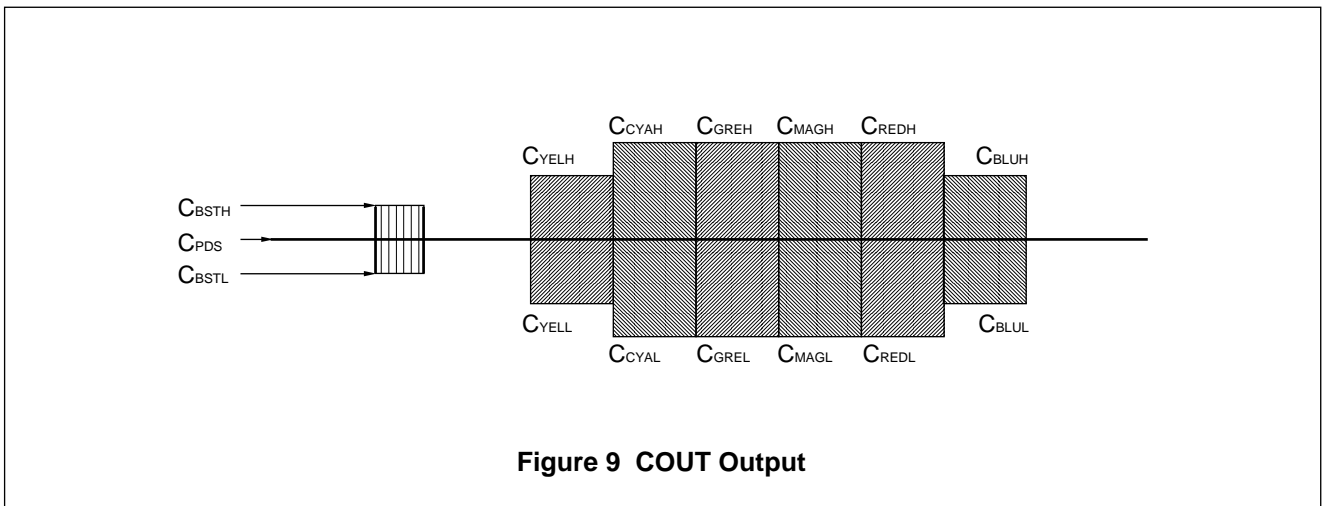 CCYAH CGREH CMAGH CREDH
CYELH CBLUH
CBSTH
CPDS
CBSTL
CYELL CBLUL
CCYAL CGREL CMAGL CREDL
Figure 9 COUT Output